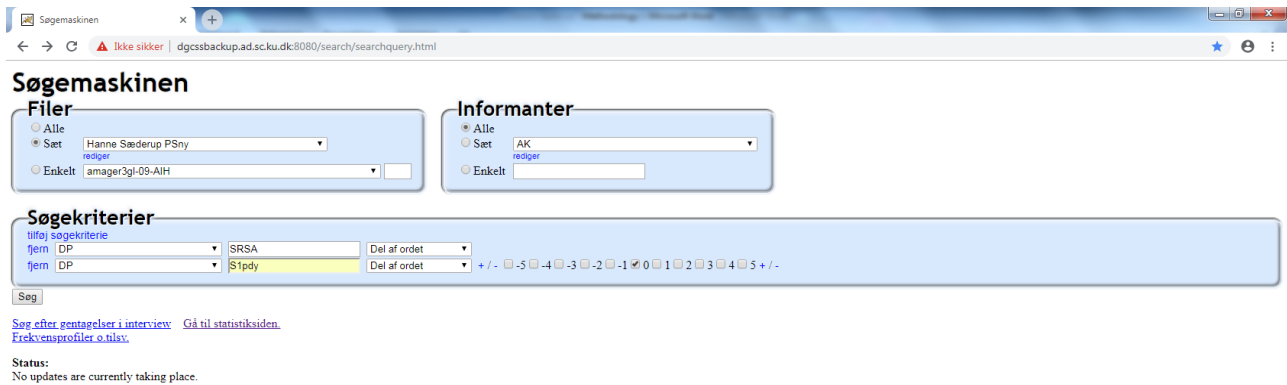 Søgemaskinen
Ikke sikker | dgcssbackup.ad.sc.ku.dk:8080/search/searchquery.html
Søgemaskinen
Filer
Alle
Sæt Hanne Sæderup PSny
rediger
Enkelt amager3gl-09-AIH
Informanter
Alle
Sæt AK
rediger
Enkelt
Søgekriterier
tilføj søgekriterie
fjern DP SRSA Del af ordet
fjern DP S1pdy Del af ordet + / - -5 -4 -3 -2 -1 0 1 2 3 4 5 + / -
Søg
Søg efter gentagelser i interview Gå til statistiksiden.
Frekvensprofiler o.tilsv.
Status:
No updates are currently taking place.